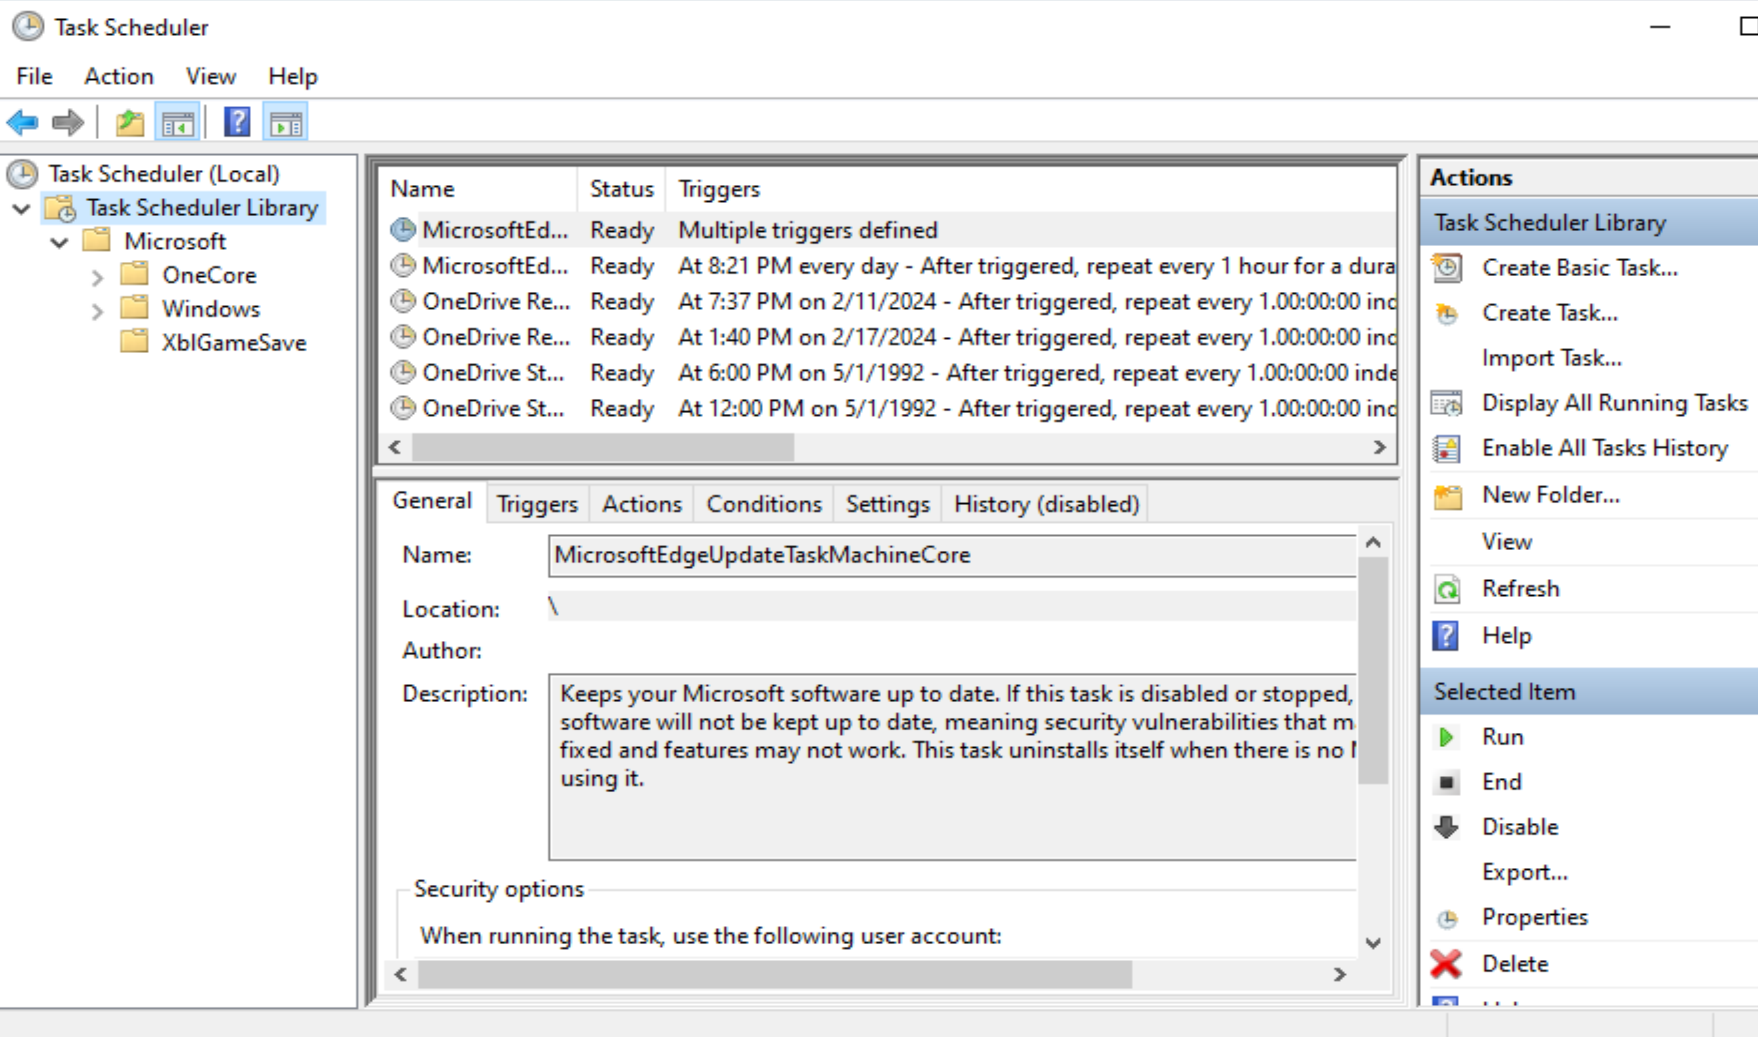 Task Scheduler
File Action View Help
Task Scheduler (Local)
Task Scheduler Library
Microsoft
OneCore
Windows
XblGameSave
Name Status Triggers
MicrosoftEd... Ready Multiple triggers defined
MicrosoftEd... Ready At 8:21 PM every day - After triggered, repeat every 1 hour for a dura
OneDrive Re... Ready At 7:37 PM on 2/11/2024 - After triggered, repeat every 1.00:00:00 ind
OneDrive Re... Ready At 1:40 PM on 2/17/2024 - After triggered, repeat every 1.00:00:00 ind
OneDrive St... Ready At 6:00 PM on 5/1/1992 - After triggered, repeat every 1.00:00:00 inde
OneDrive St... Ready At 12:00 PM on 5/1/1992 - After triggered, repeat every 1.00:00:00 ind
General Triggers Actions Conditions Settings History (disabled)
Name: MicrosoftEdgeUpdateTaskMachineCore
Location: \
Author:
Description: Keeps your Microsoft software up to date. If this task is disabled or stopped,
software will not be kept up to date, meaning security vulnerabilities that m
fixed and features may not work. This task uninstalls itself when there is no
using it.
Security options
When running the task, use the following user account:
Actions
Task Scheduler Library
Create Basic Task...
Create Task...
Import Task...
Display All Running Tasks
Enable All Tasks History
New Folder...
View
Refresh
Help
Selected Item
Run
End
Disable
Export...
Properties
Delete